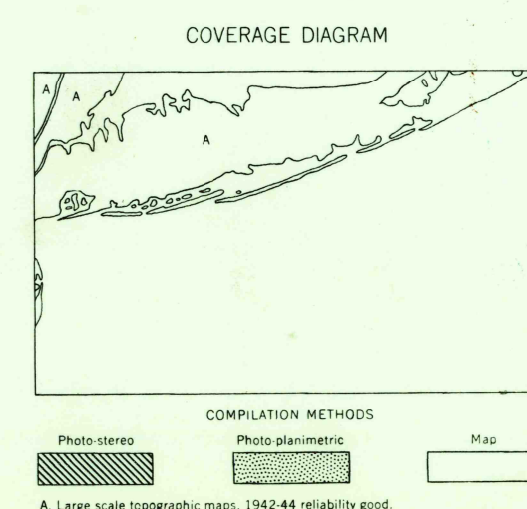 COVERAGE DIAGRAM
A
A
A
COMPILATION METHODS
Photo-stereo Photo-planimetric Map
A. Large scale topographic maps, 1942-44 reliability good.